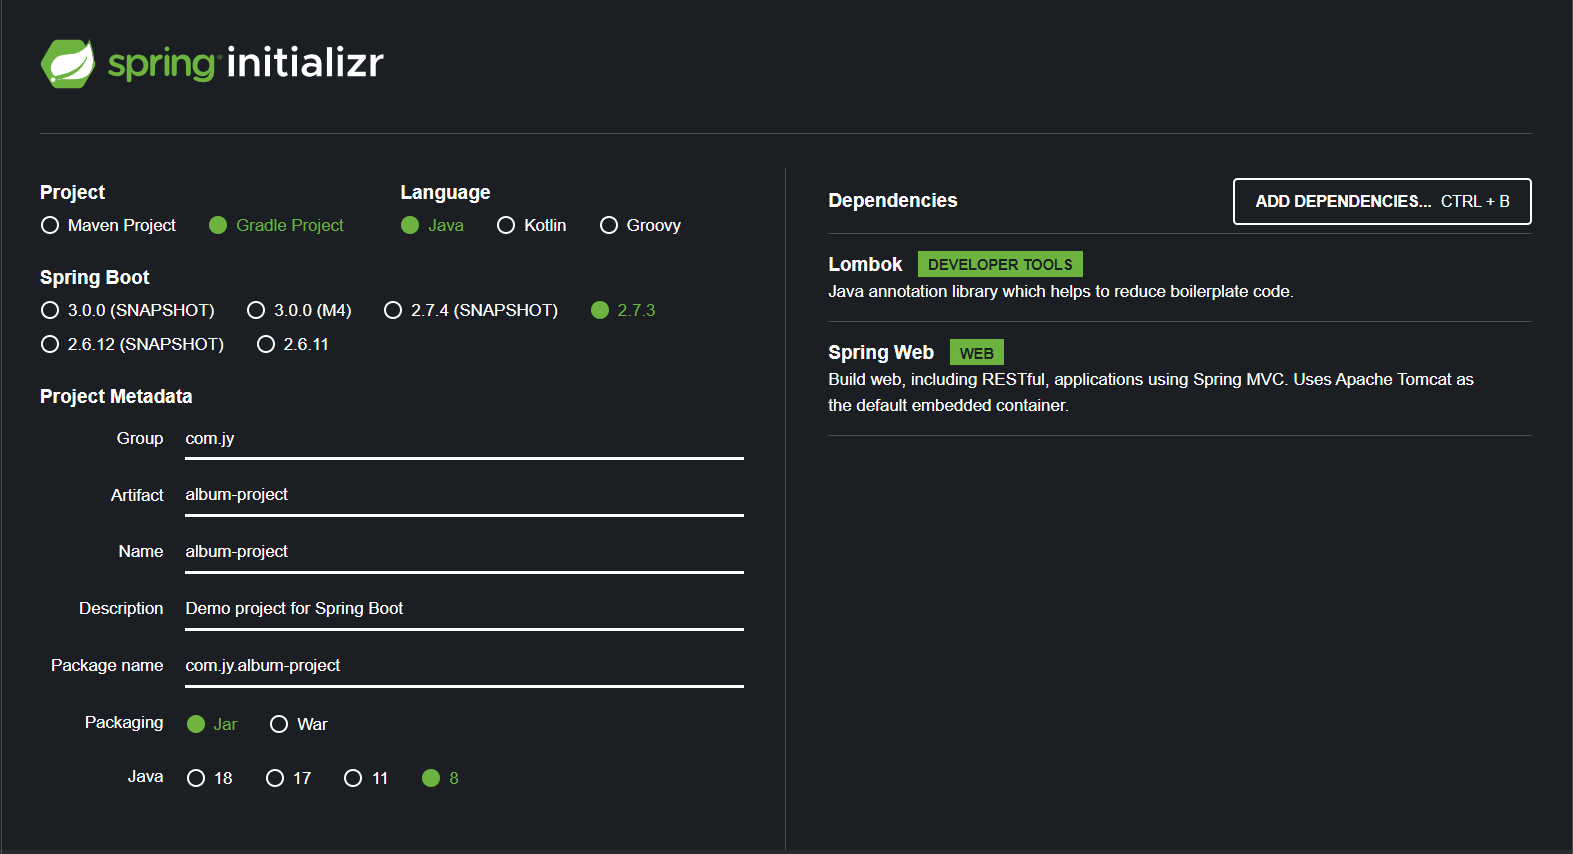 spring initializr
Project
Maven Project
Gradle Project
Language
Java
Kotlin
Groovy
Spring Boot
3.0.0 (SNAPSHOT)
3.0.0 (M4)
2.7.4 (SNAPSHOT)
2.7.3
2.6.12 (SNAPSHOT)
2.6.11
Project Metadata
Group com.jy
Artifact album-project
Name album-project
Description Demo project for Spring Boot
Package name com.jy.album-project
Packaging Jar War
Java 18 17 11 8
Dependencies
ADD DEPENDENCIES... CTRL + B
Lombok DEVELOPER TOOLS
Java annotation library which helps to reduce boilerplate code.
Spring Web WEB
Build web, including RESTful, applications using Spring MVC. Uses Apache Tomcat as
the default embedded container.